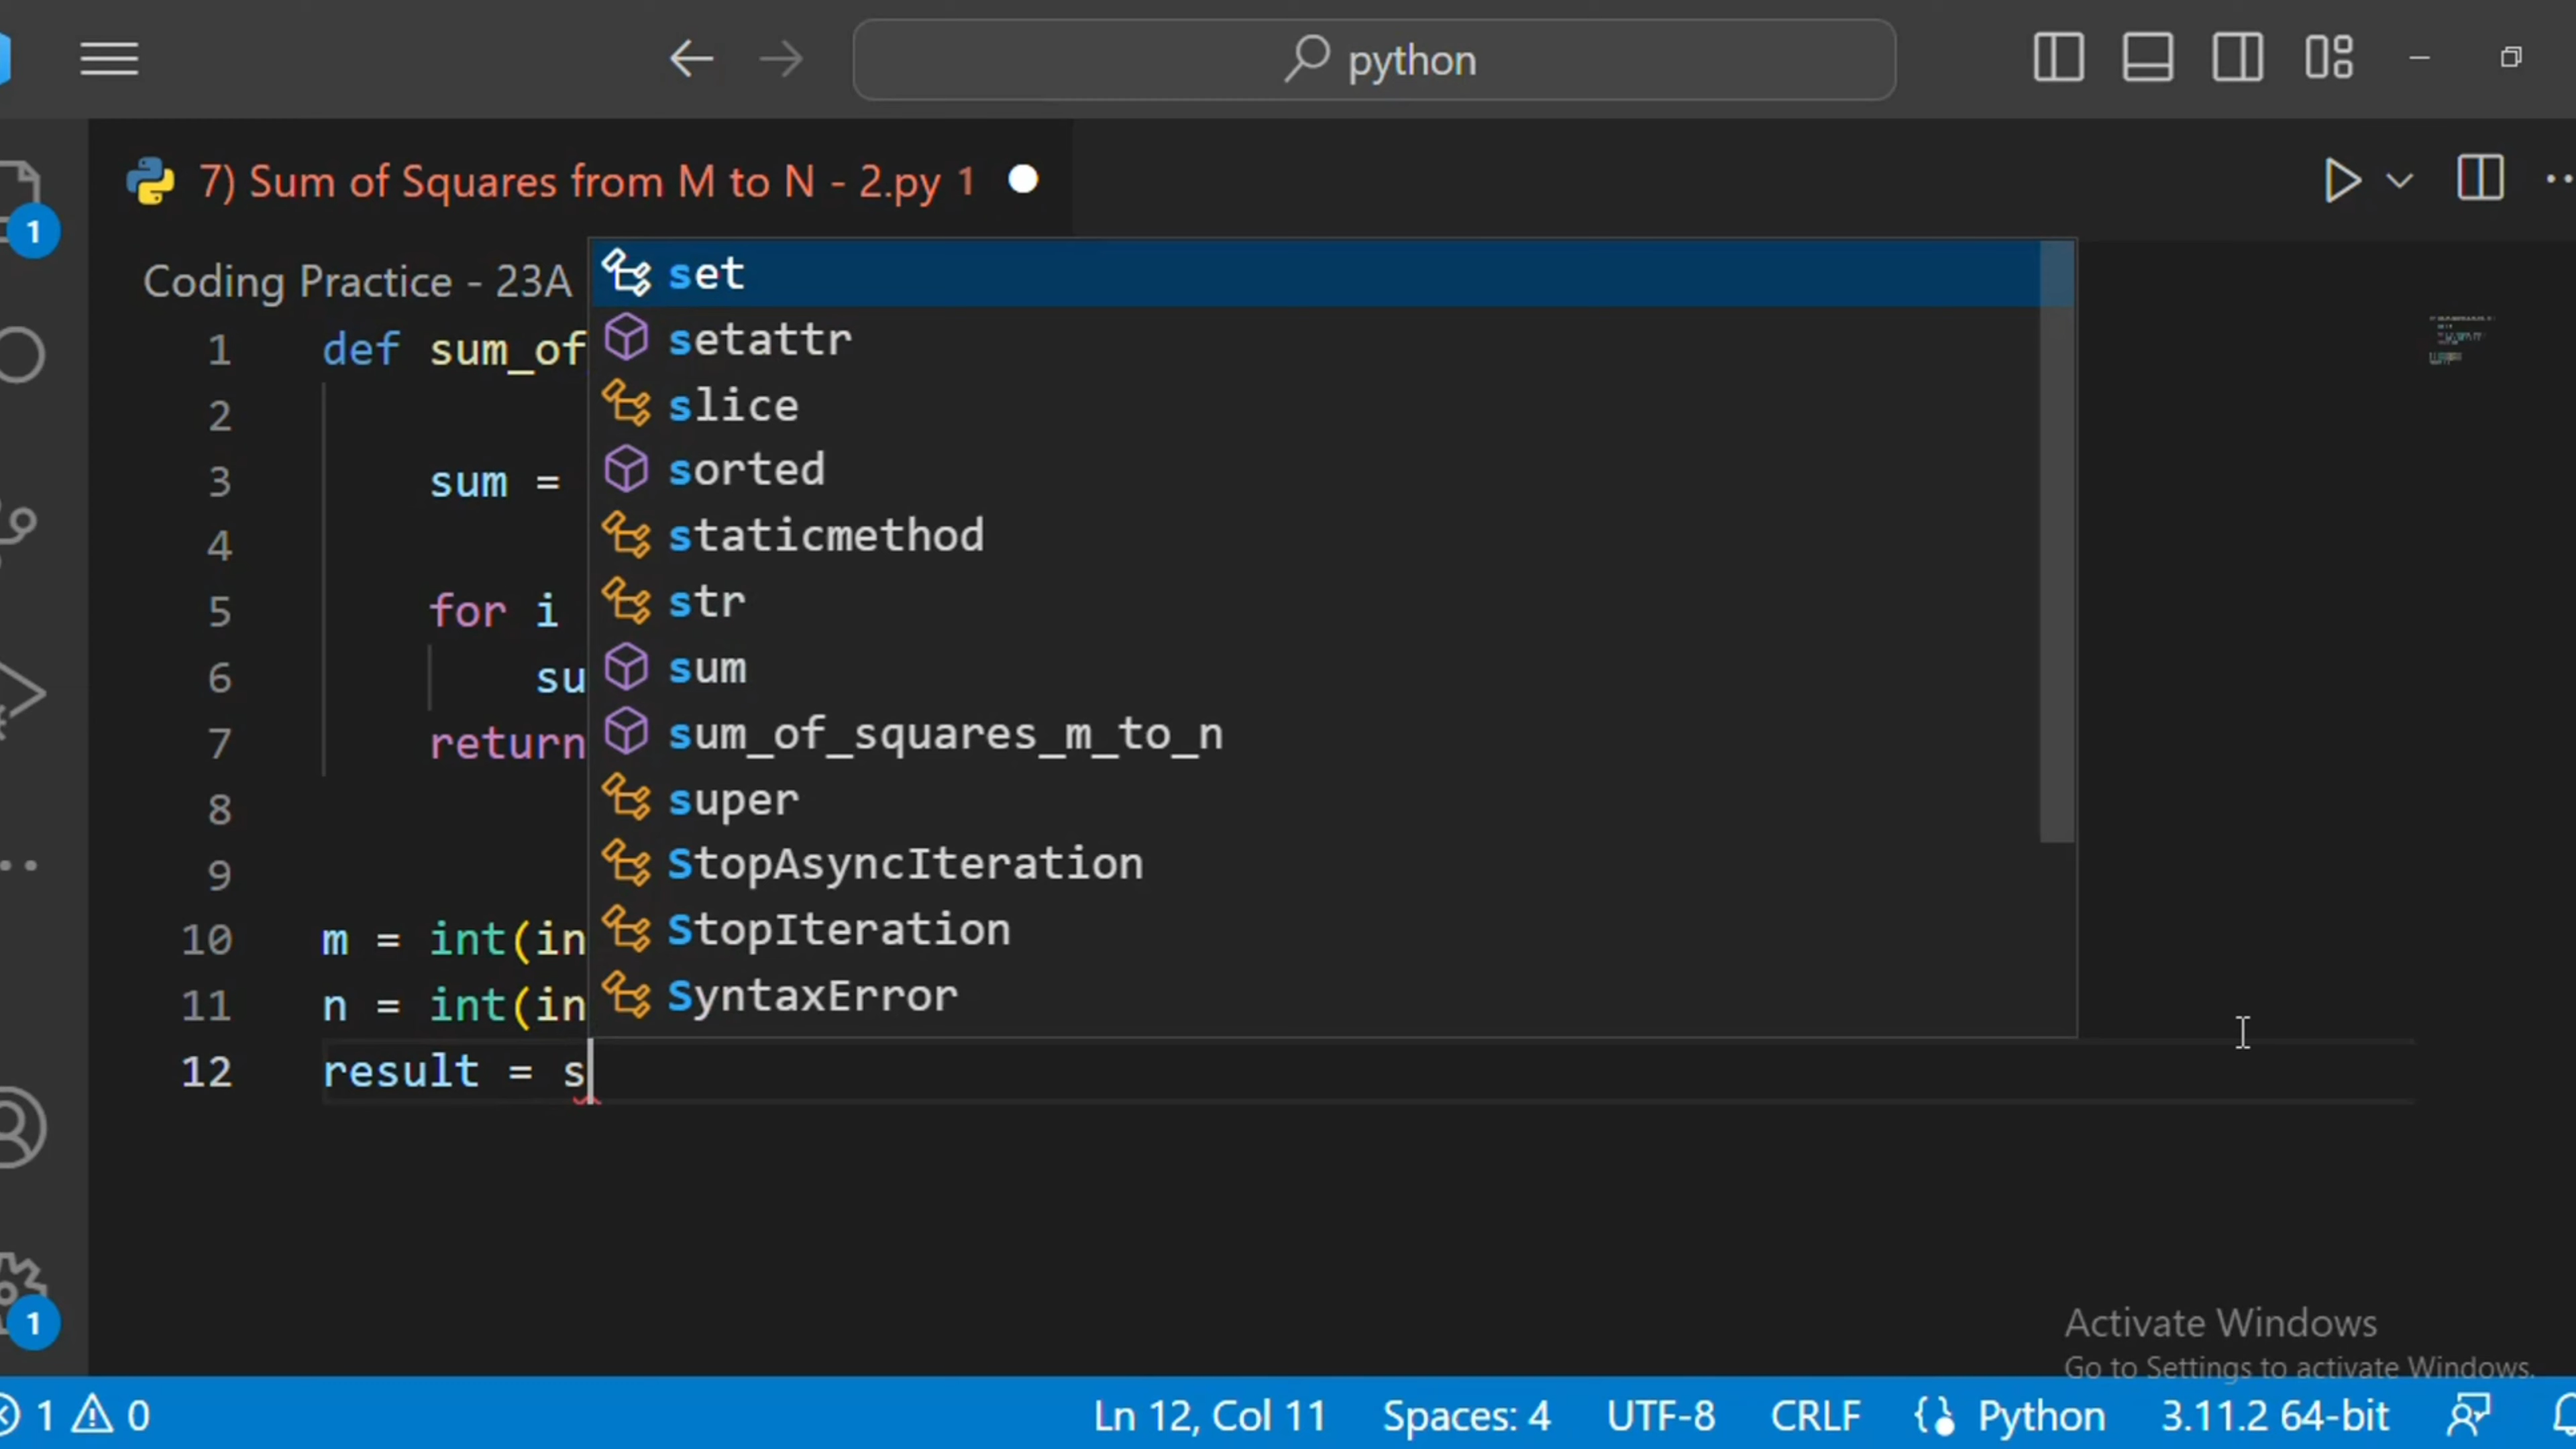 python
7) Sum of Squares from M to N - 2.py 1
Coding Practice - 23A
1 def sum_of
2
3 sum =
4
5 for i
6 su
7 return
8
9
10 m = int(in
11 n = int(in
12 result = s
set
setattr
slice
sorted
staticmethod
str
sum
sum_of_squares_m_to_n
super
StopAsyncIteration
StopIteration
SyntaxError
1
1
Activate Windows
Go to Settings to activate Windows.
1 0 Ln 12, Col 11 Spaces: 4 UTF-8 CRLF {} Python 3.11.2 64-bit